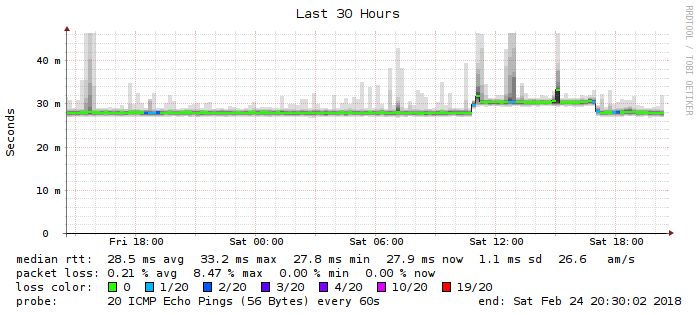 Last 30 Hours
RRDTOOL / TOBI OETIKER
Seconds
40 m
30 m
20 m
10 m
0
Fri 18:00 Sat 00:00 Sat 06:00 Sat 12:00 Sat 18:00
median rtt: 28.5 ms avg 33.2 ms max 27.8 ms min 27.9 ms now 1.1 ms sd 26.6 am/s
packet loss: 0.21 % avg 8.47 % max 0.00 % min 0.00 % now
loss color: 0 1/20 2/20 3/20 4/20 10/20 19/20
probe: 20 ICMP Echo Pings (56 Bytes) every 60s end: Sat Feb 24 20:30:02 2018